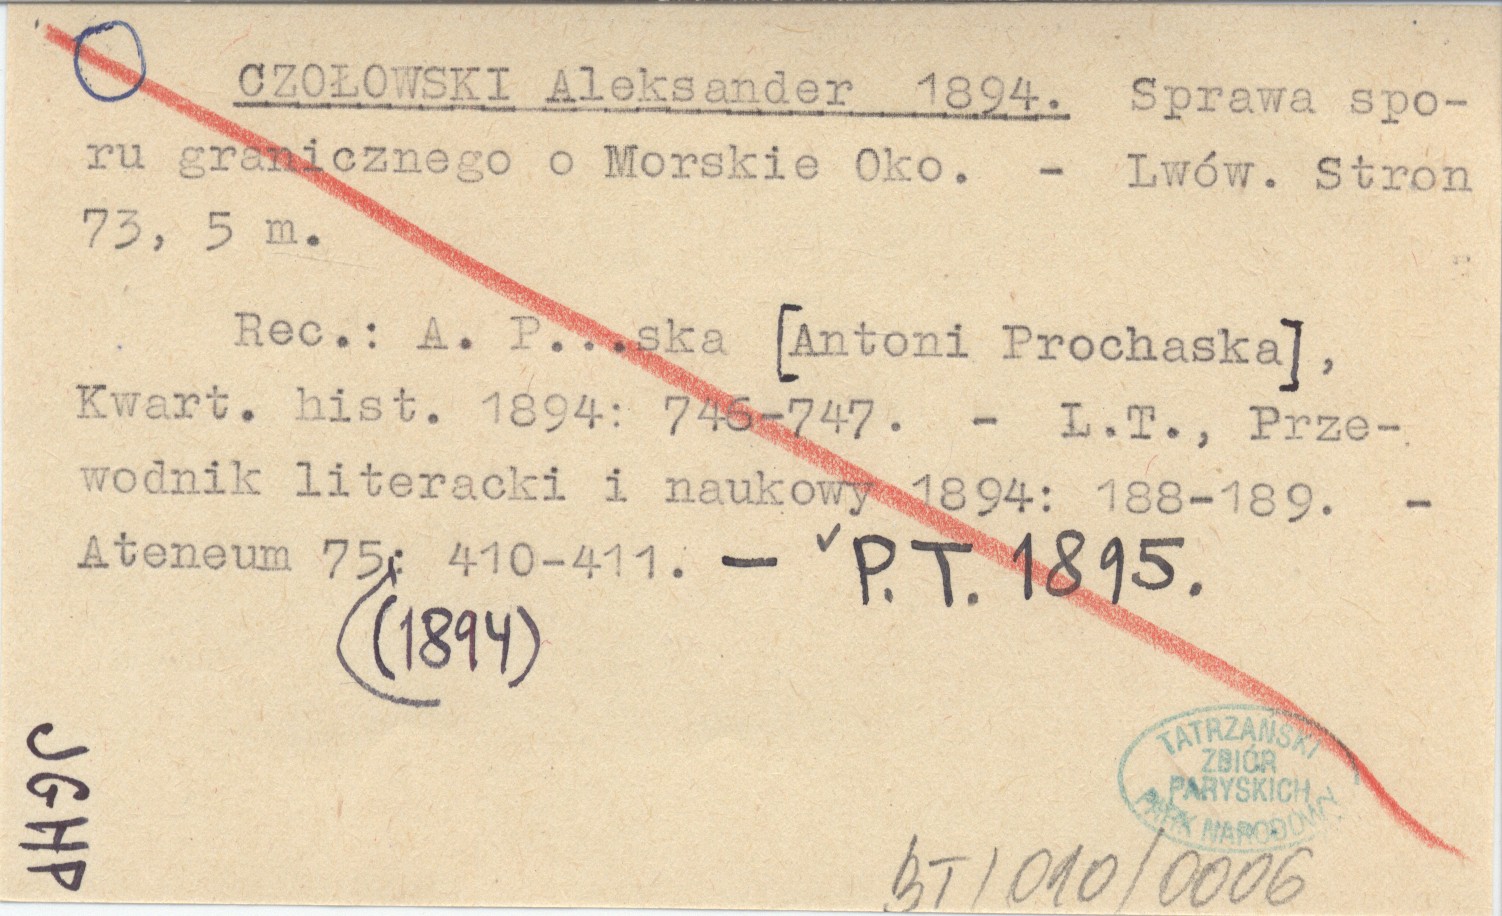 CZOŁOWSKI Aleksander 1894. Sprawa spo-
ru granicznego o Morskie Oko. - Lwów. Stron
73, 5 m.
Rec.: A. P...ska [Antoni Prochaska],
Kwart. hist. 1894: 746-747. - L.T., Prze-
wodnik literacki i naukowy 1894: 188-189. -
Ateneum 75: 410-411. — ✓ P.T. 1895.
(1894)
JGHP
TATRZAŃSKI
ZBIÓR
PARYSKICH
PARK NARODOWY
BT/010/0006